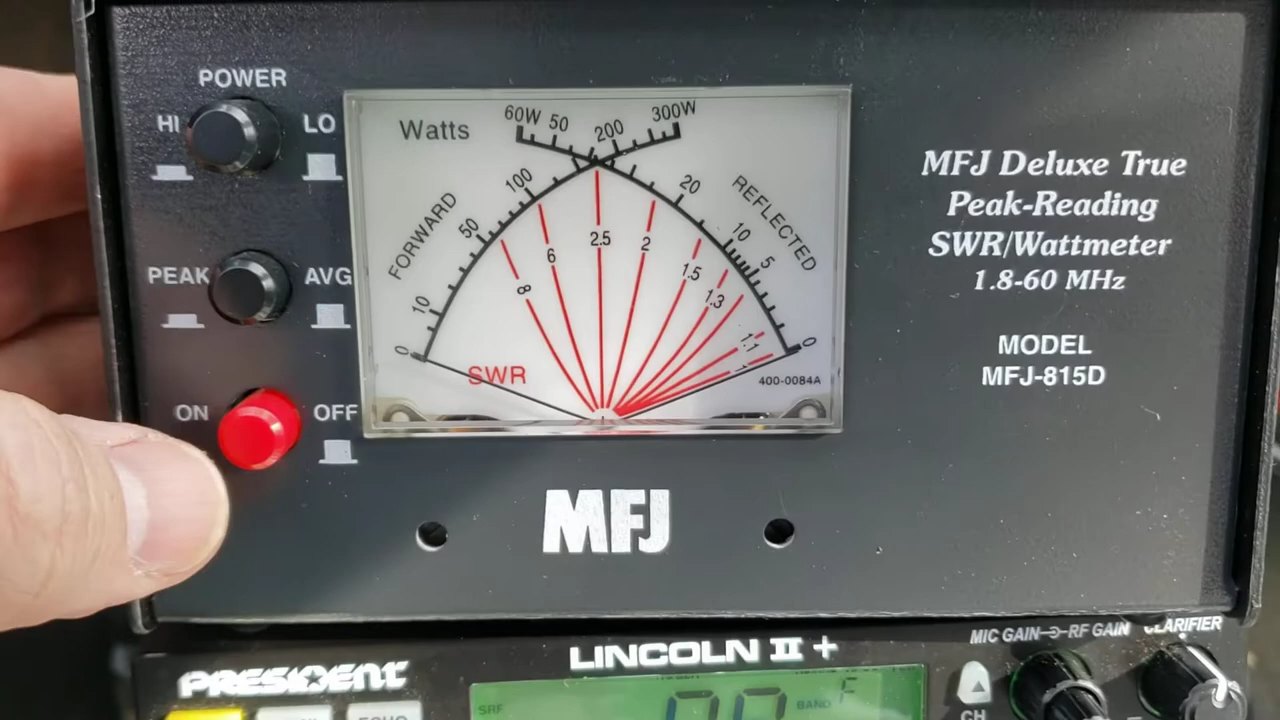 POWER
HI
LO
PEAK
AVG
ON
OFF
Watts
60W 50
200 300W
FORWARD
0 10 50 100
REFLECTED
20 10 5 0
8 6 2.5 2 1.5 1.3 1.1
SWR
400-0084A
MFJ Deluxe True
Peak-Reading
SWR/Wattmeter
1.8-60 MHz
MODEL
MFJ-815D
MFJ
PRESIDENT
LINCOLN II +
MIC GAIN RF GAIN
CLARIFIER
SRF
BAND F
CH
ECHO